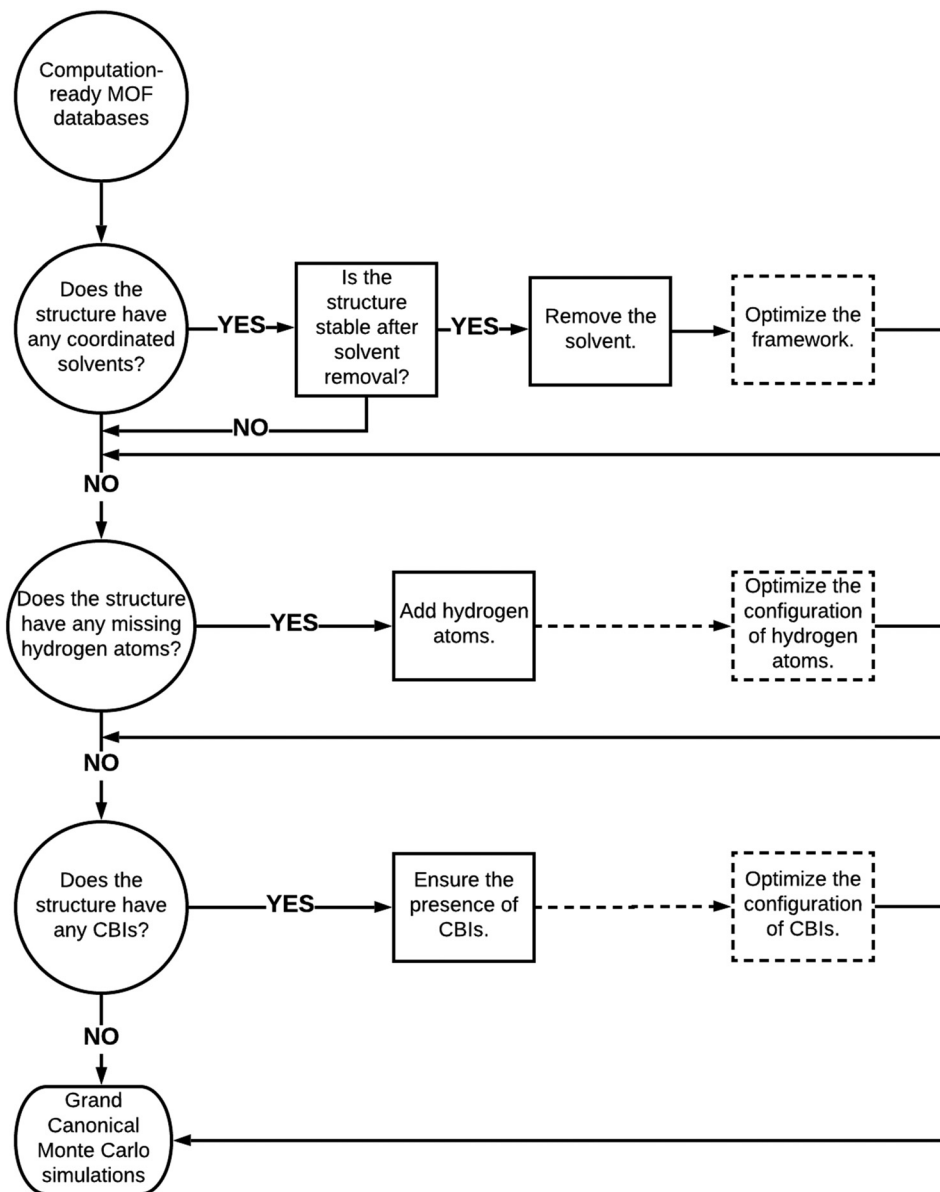 Computation-
ready MOF
databases
Does the
structure have
any coordinated
solvents?
YES
Is the
structure
stable after
solvent
removal?
YES
Remove the
solvent.
Optimize the
framework.
NO
NO
Does the structure
have any missing
hydrogen atoms?
YES
Add hydrogen
atoms.
Optimize the
configuration
of hydrogen
atoms.
NO
Does the
structure have
any CBIs?
YES
Ensure the
presence of
CBIs.
Optimize the
configuration
of CBIs.
NO
Grand
Canonical
Monte Carlo
simulations